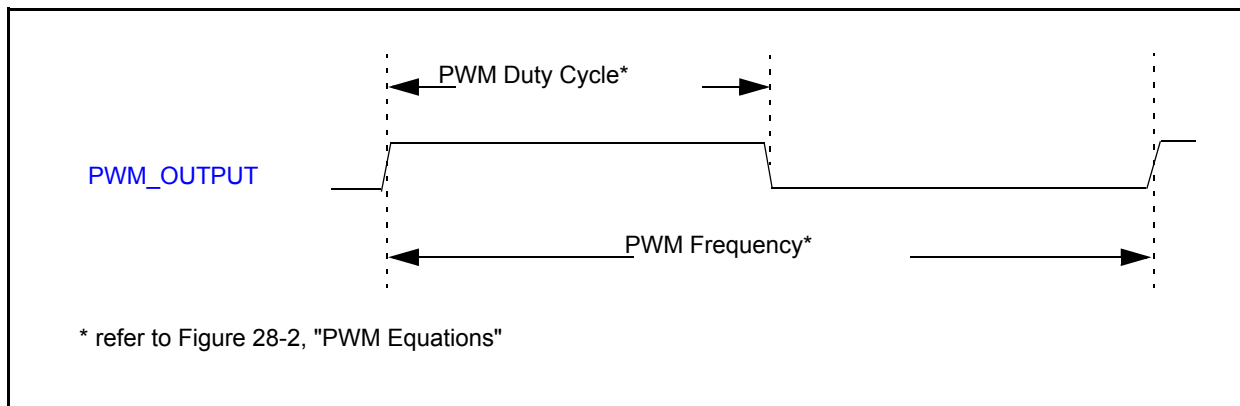 PWM Duty Cycle*
PWM_OUTPUT
PWM Frequency*
* refer to Figure 28-2, "PWM Equations"